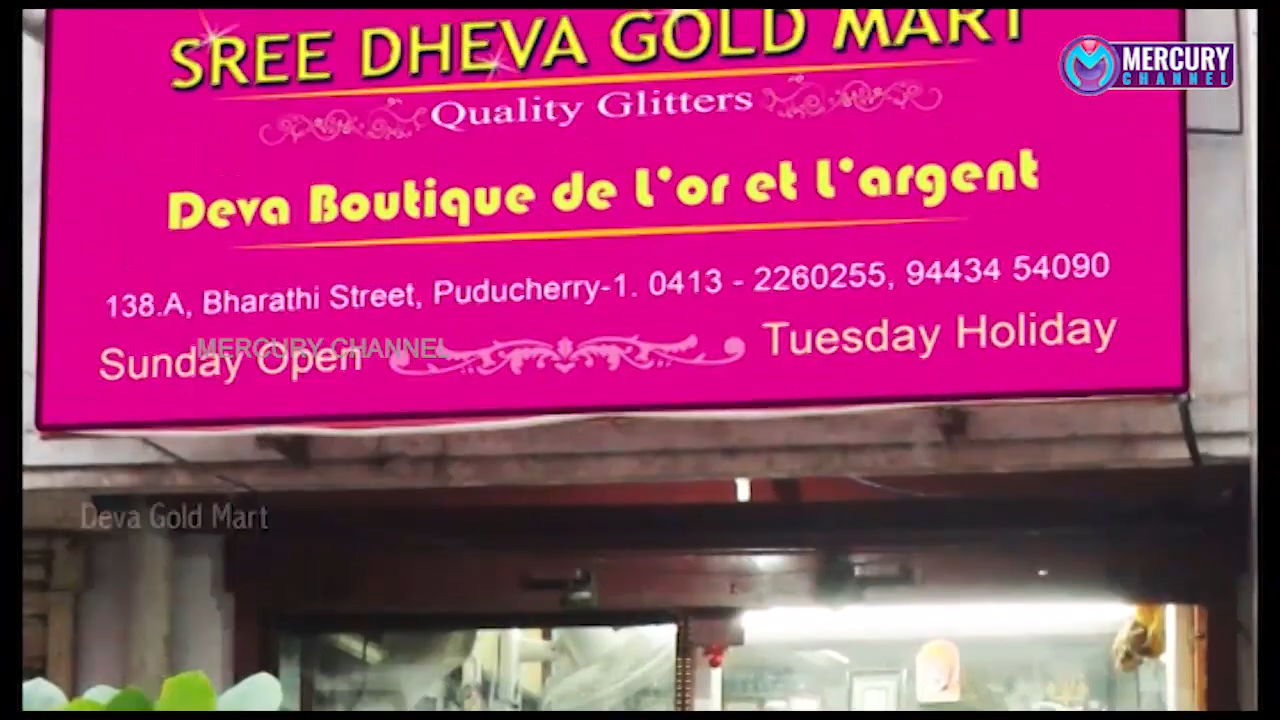 SREE DHEVA GOLD MART
MERCURY
CHANNEL
Quality Glitters
Deva Boutique de L'or et L'argent
138.A, Bharathi Street, Puducherry-1. 0413 - 2260255, 94434 54090
Sunday Open Tuesday Holiday
MERCURY CHANNEL
Deva Gold Mart